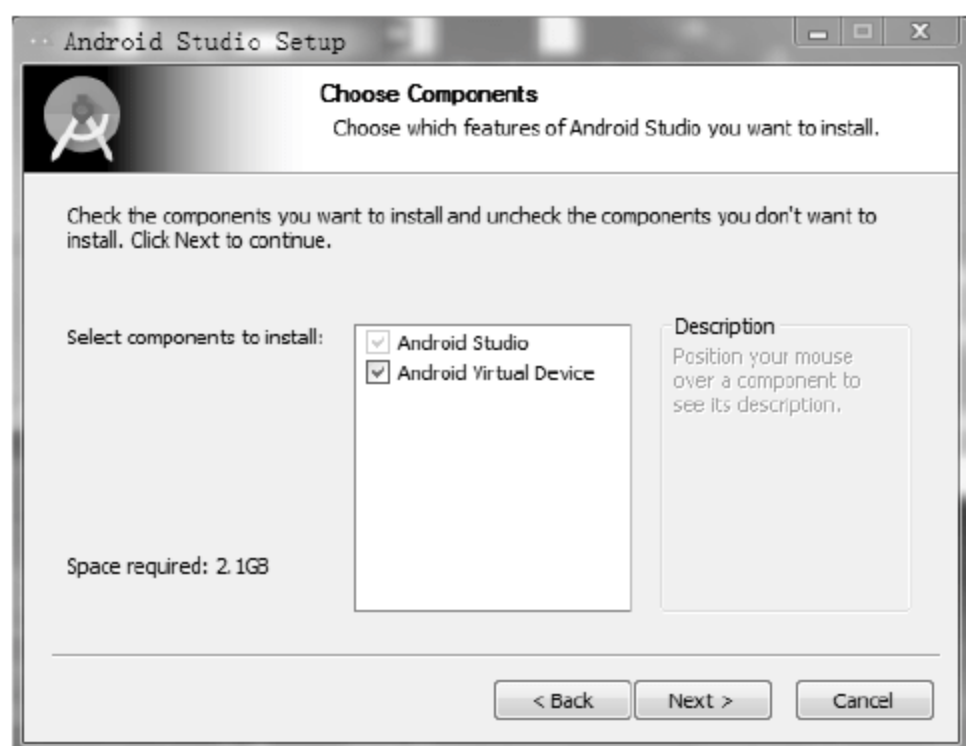 Android Studio Setup
Choose Components
Choose which features of Android Studio you want to install.
Check the components you want to install and uncheck the components you don't want to
install. Click Next to continue.
Select components to install:
Android Studio
Android Virtual Device
Description
Position your mouse
over a component to
see its description.
Space required: 2.1GB
< Back
Next >
Cancel